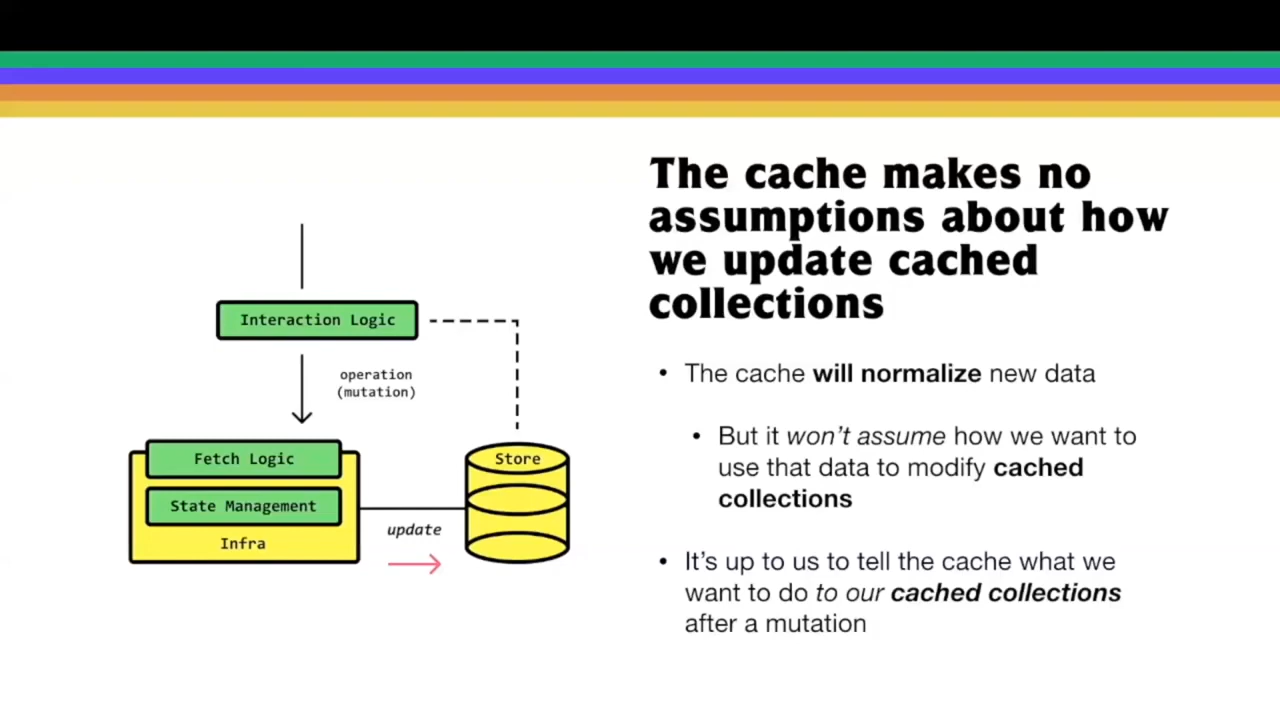 The cache makes no
assumptions about how
we update cached
collections
• The cache will normalize new data
• But it won't assume how we want to
use that data to modify cached
collections
• It's up to us to tell the cache what we
want to do to our cached collections
after a mutation
Interaction Logic
operation
(mutation)
Fetch Logic
State Management
Infra
update
Store